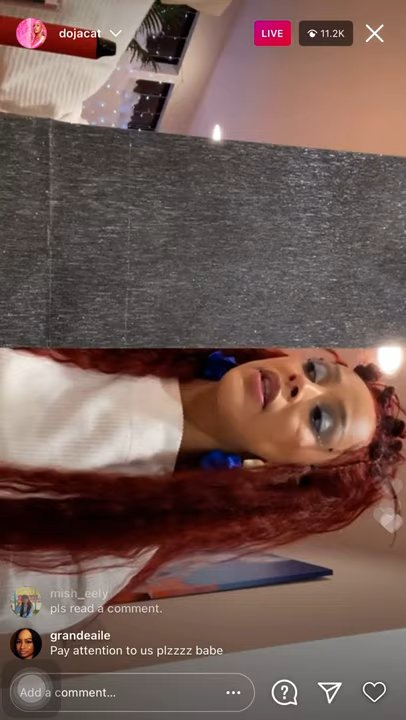 dojacat
LIVE
11.2K
misn_eely
pls read a comment.
grandeaile
Pay attention to us plzzzz babe
Add a comment...